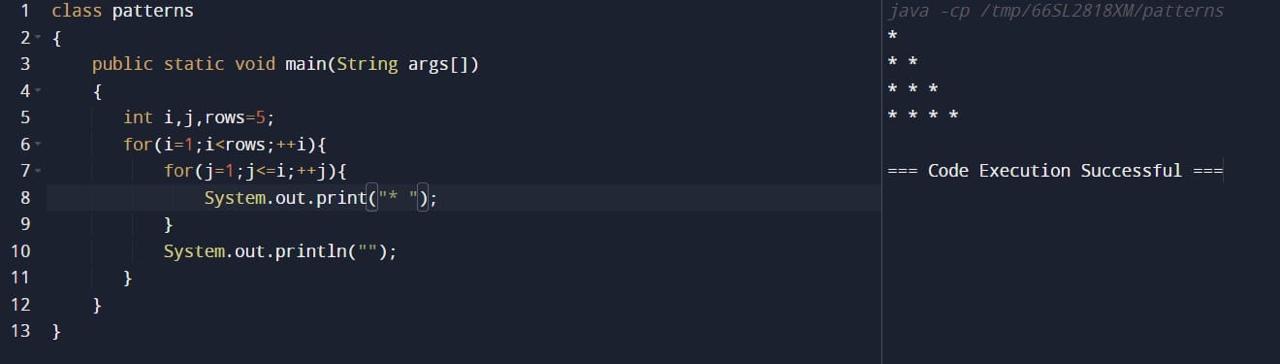 1 class patterns
2 {
3     public static void main(String args[])
4     {
5        int i,j,rows=5;
6        for(i=1;i<rows;++i){
7            for(j=1;j<=i;++j){
8                System.out.print("* ");
9            }
10            System.out.println("");
11        }
12     }
13 }
java -cp /tmp/66SL2818XM/patterns
*
* *
* * *
* * * *
=== Code Execution Successful ===